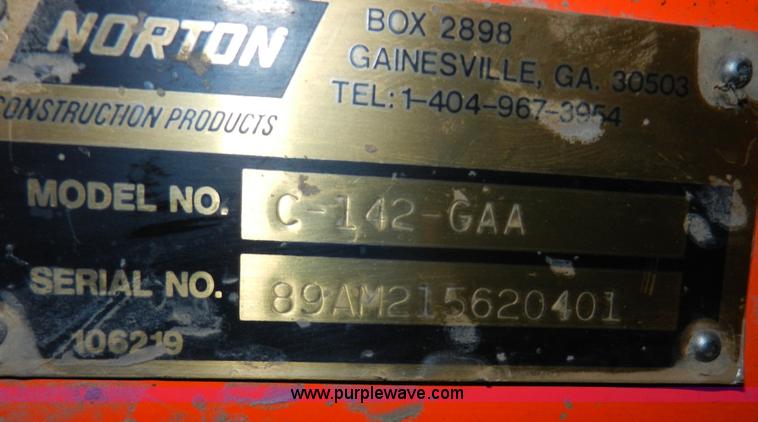 NORTON
CONSTRUCTION PRODUCTS
BOX 2898
GAINESVILLE, GA. 30503
TEL: 1-404-967-3954
MODEL NO. C-142-GAA
SERIAL NO. 89AM215620401
106219
www.purplewave.com